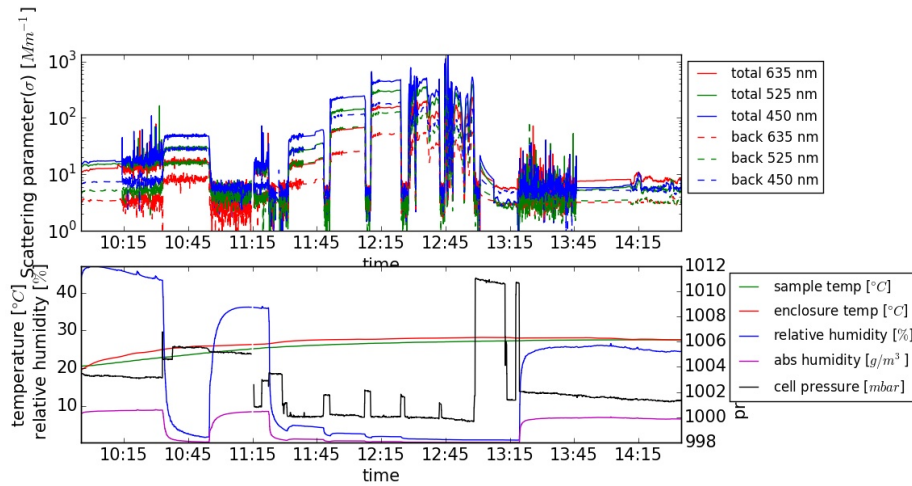 Scattering parameter(σ) [Mm⁻¹]
10³
10²
10¹
10⁰
10:15 10:45 11:15 11:45 12:15 12:45 13:15 13:45 14:15
time
total 635 nm
total 525 nm
total 450 nm
back 635 nm
back 525 nm
back 450 nm
temperature [°C]
relative humidity [%]
40
30
20
10
1012
1010
1008
1006
1004
1002
1000
998
pr
10:15 10:45 11:15 11:45 12:15 12:45 13:15 13:45 14:15
time
sample temp [°C]
enclosure temp [°C]
relative humidity [%]
abs humidity [g/m³ ]
cell pressure [mbar]